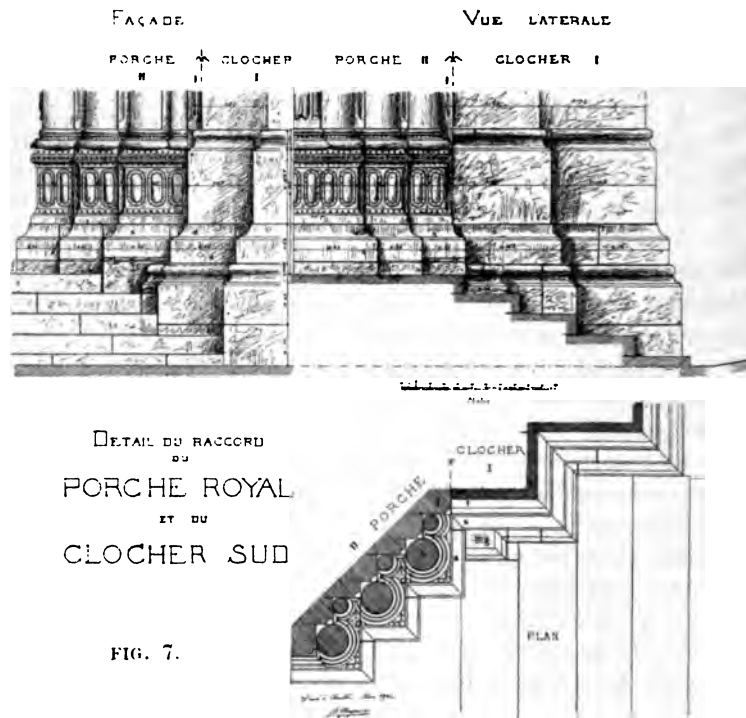 FAÇADE
VUE LATERALE
PORCHE II
CLOCHER I
PORCHE II
CLOCHER I
DETAIL DU RACCORD
DU
PORCHE ROYAL
ET DU
CLOCHER SUD
FIG. 7.
CLOCHER
I
II PORCHE
PLAN